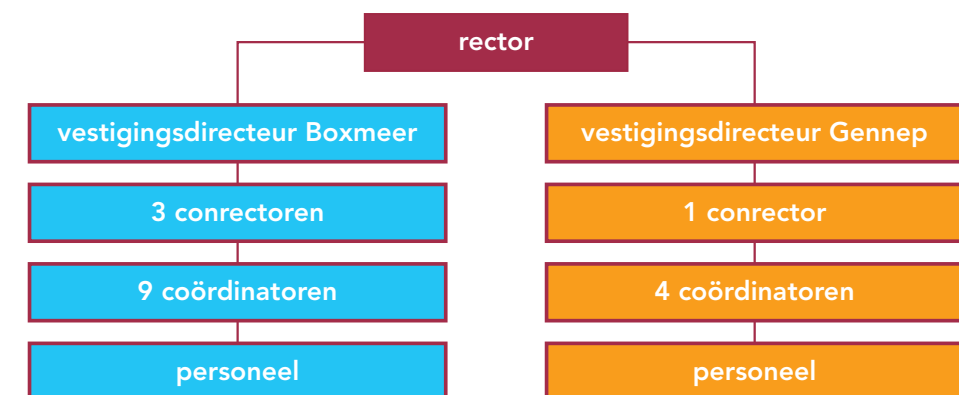 rector
vestigingsdirecteur Boxmeer
3 conrectoren
9 coördinatoren
personeel
vestigingsdirecteur Gennep
1 conrector
4 coördinatoren
personeel